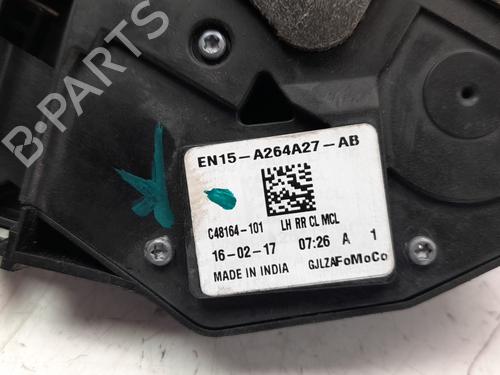 B-PARTS
EN15-A264A27-AB
C48164-101 LH RR CL MCL
16-02-17 07:26 A 1
MADE IN INDIA GJLZA FoMoCo